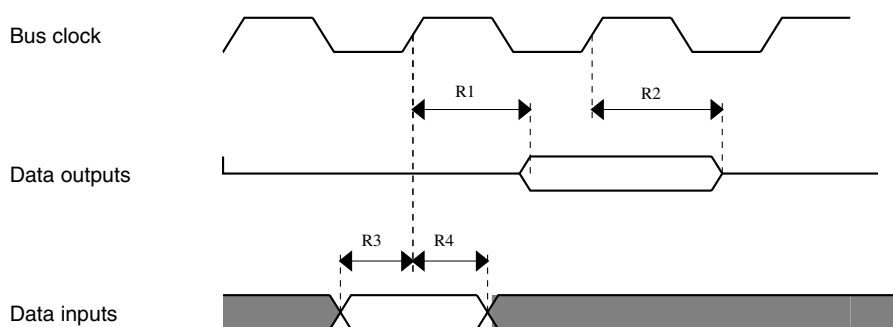 Bus clock
R1
R2
Data outputs
R3
R4
Data inputs